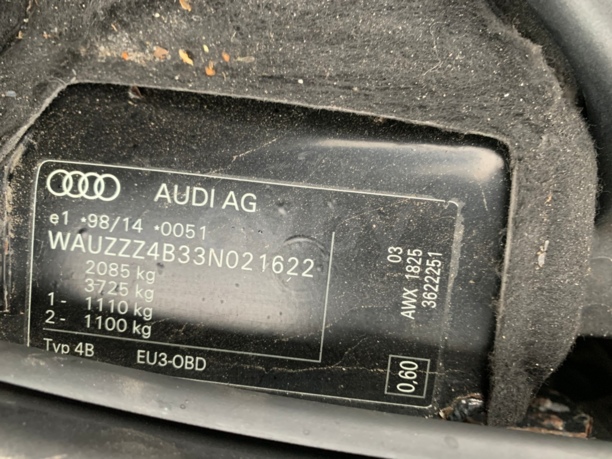 AUDI AG
e1 *98/14 *0051
WAUZZZ4B33N021622
2085 kg
3725 kg
1- 1110 kg
2- 1100 kg
Typ 4B EU3-OBD
03
AWX 1825
3622251
0,60